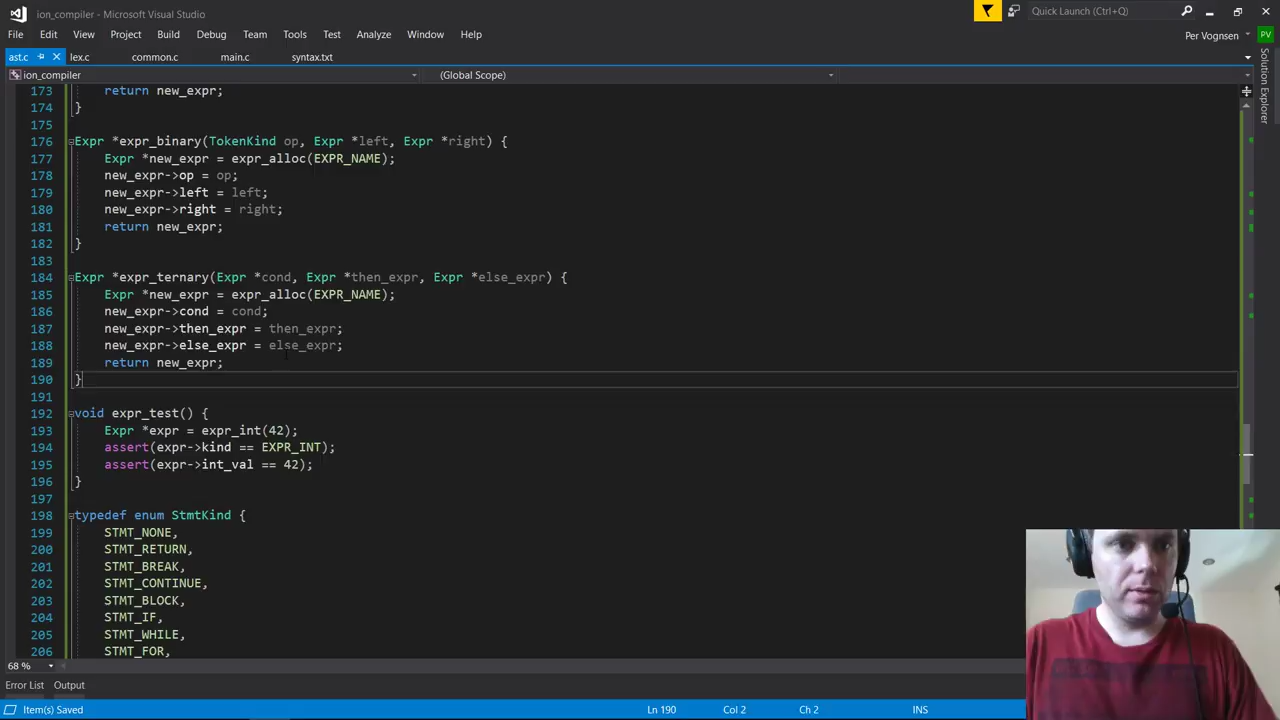 ion_compiler - Microsoft Visual Studio
Quick Launch (Ctrl+Q)
File Edit View Project Build Debug Team Tools Test Analyze Window Help
Per Vognsen
PV
ast.c lex.c common.c main.c syntax.txt
Solution Explorer
ion_compiler (Global Scope)
173 return new_expr;
174 }
175
176 Expr *expr_binary(TokenKind op, Expr *left, Expr *right) {
177 Expr *new_expr = expr_alloc(EXPR_NAME);
178 new_expr->op = op;
179 new_expr->left = left;
180 new_expr->right = right;
181 return new_expr;
182 }
183
184 Expr *expr_ternary(Expr *cond, Expr *then_expr, Expr *else_expr) {
185 Expr *new_expr = expr_alloc(EXPR_NAME);
186 new_expr->cond = cond;
187 new_expr->then_expr = then_expr;
188 new_expr->else_expr = else_expr;
189 return new_expr;
190 }
191
192 void expr_test() {
193 Expr *expr = expr_int(42);
194 assert(expr->kind == EXPR_INT);
195 assert(expr->int_val == 42);
196 }
197
198 typedef enum StmtKind {
199 STMT_NONE,
200 STMT_RETURN,
201 STMT_BREAK,
202 STMT_CONTINUE,
203 STMT_BLOCK,
204 STMT_IF,
205 STMT_WHILE,
206 STMT_FOR,
68 %
Error List Output
Item(s) Saved Ln 190 Col 2 Ch 2 INS